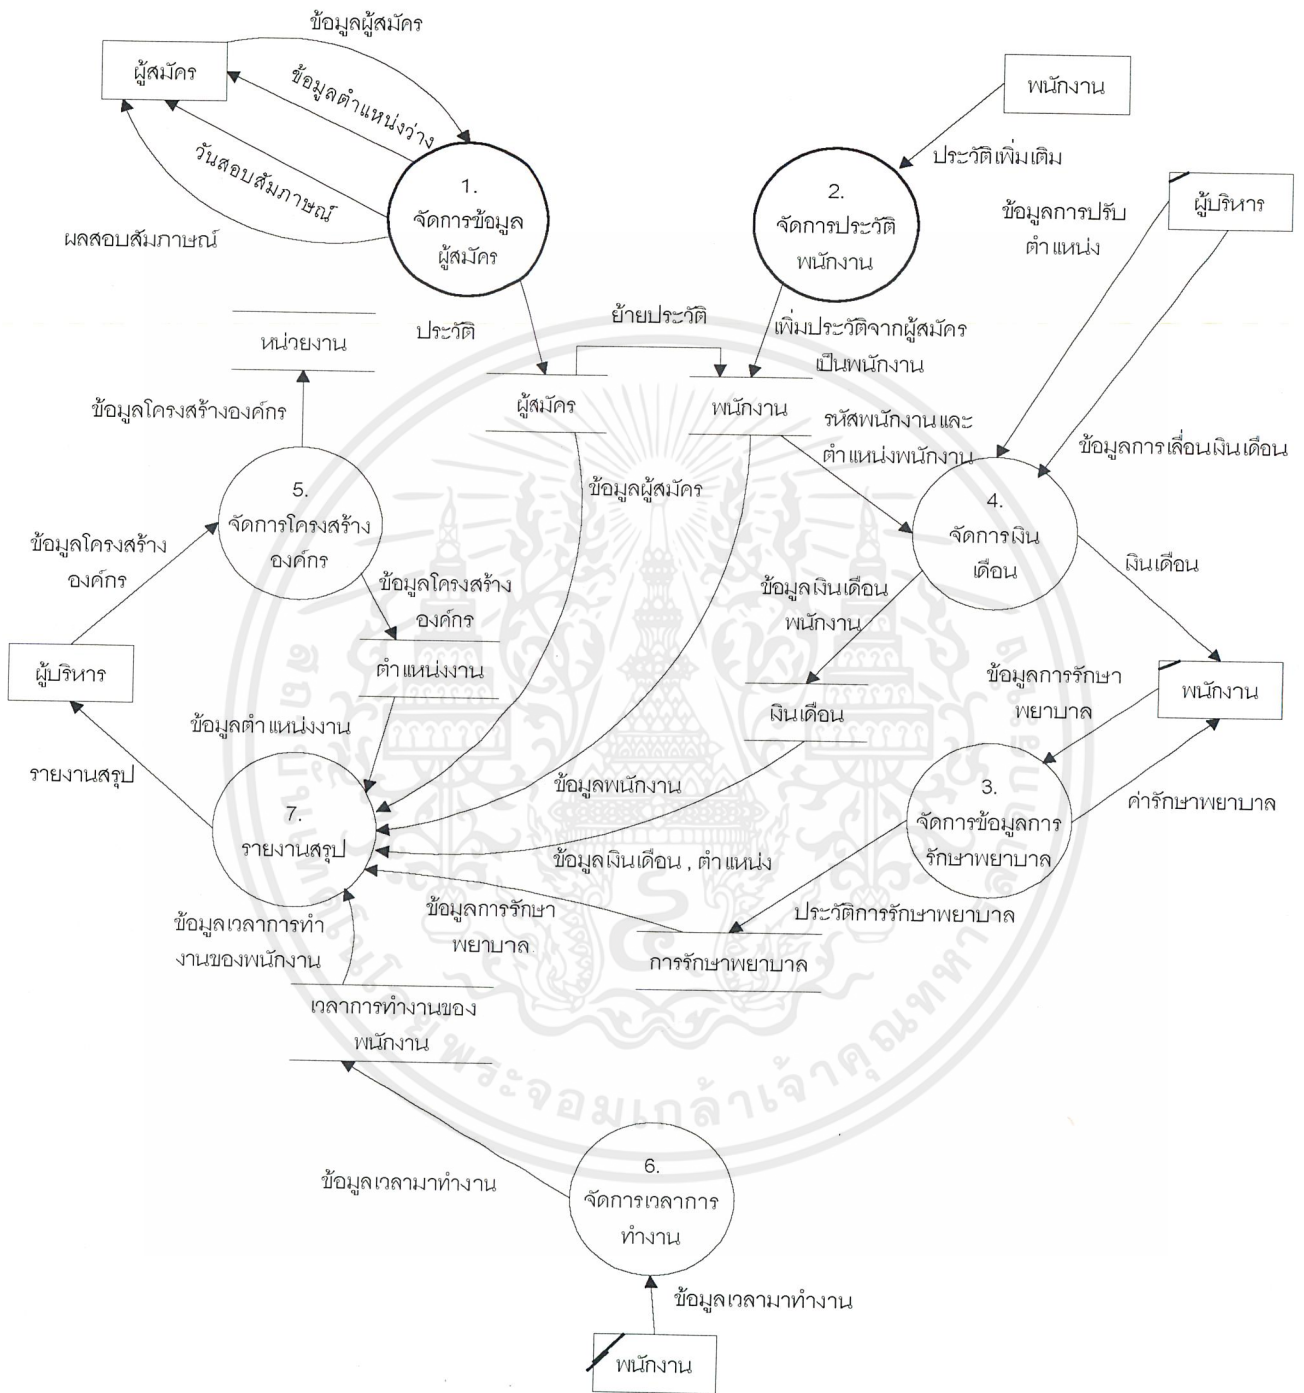 ข้อมูลผู้สมัคร
ผู้สมัคร
ข้อมูลตำแหน่งว่าง
วันสอบสัมภาษณ์
ผลสอบสัมภาษณ์
1.
จัดการข้อมูล
ผู้สมัคร
พนักงาน
ประวัติเพิ่มเติม
2.
จัดการประวัติ
พนักงาน
ผู้บริหาร
ข้อมูลการปรับ
ตำแหน่ง
หน่วยงาน
ประวัติ
ย้ายประวัติ
เพิ่มประวัติจากผู้สมัคร
เป็นพนักงาน
ข้อมูลโครงสร้างองค์กร
ผู้สมัคร
พนักงาน
รหัสพนักงานและ
ตำแหน่งพนักงาน
ข้อมูลการเลื่อนเงินเดือน
5.
จัดการโครงสร้าง
องค์กร
ข้อมูลผู้สมัคร
4.
จัดการเงิน
เดือน
ข้อมูลโครงสร้าง
องค์กร
ข้อมูลโครงสร้าง
องค์กร
ข้อมูลเงินเดือน
พนักงาน
เงินเดือน
ผู้บริหาร
ตำแหน่งงาน
เงินเดือน
ข้อมูลการรักษา
พยาบาล
พนักงาน
ข้อมูลตำแหน่งงาน
รายงานสรุป
7.
รายงานสรุป
ข้อมูลพนักงาน
3.
จัดการข้อมูลการ
รักษาพยาบาล
ค่ารักษาพยาบาล
ข้อมูลเงินเดือน , ตำแหน่ง
ข้อมูลการรักษา
พยาบาล
ประวัติการรักษาพยาบาล
ข้อมูลเวลาการทำ
งานของพนักงาน
การรักษาพยาบาล
เวลาการทำงานของ
พนักงาน
ข้อมูลเวลามาทำงาน
6.
จัดการเวลาการ
ทำงาน
ข้อมูลเวลามาทำงาน
พนักงาน